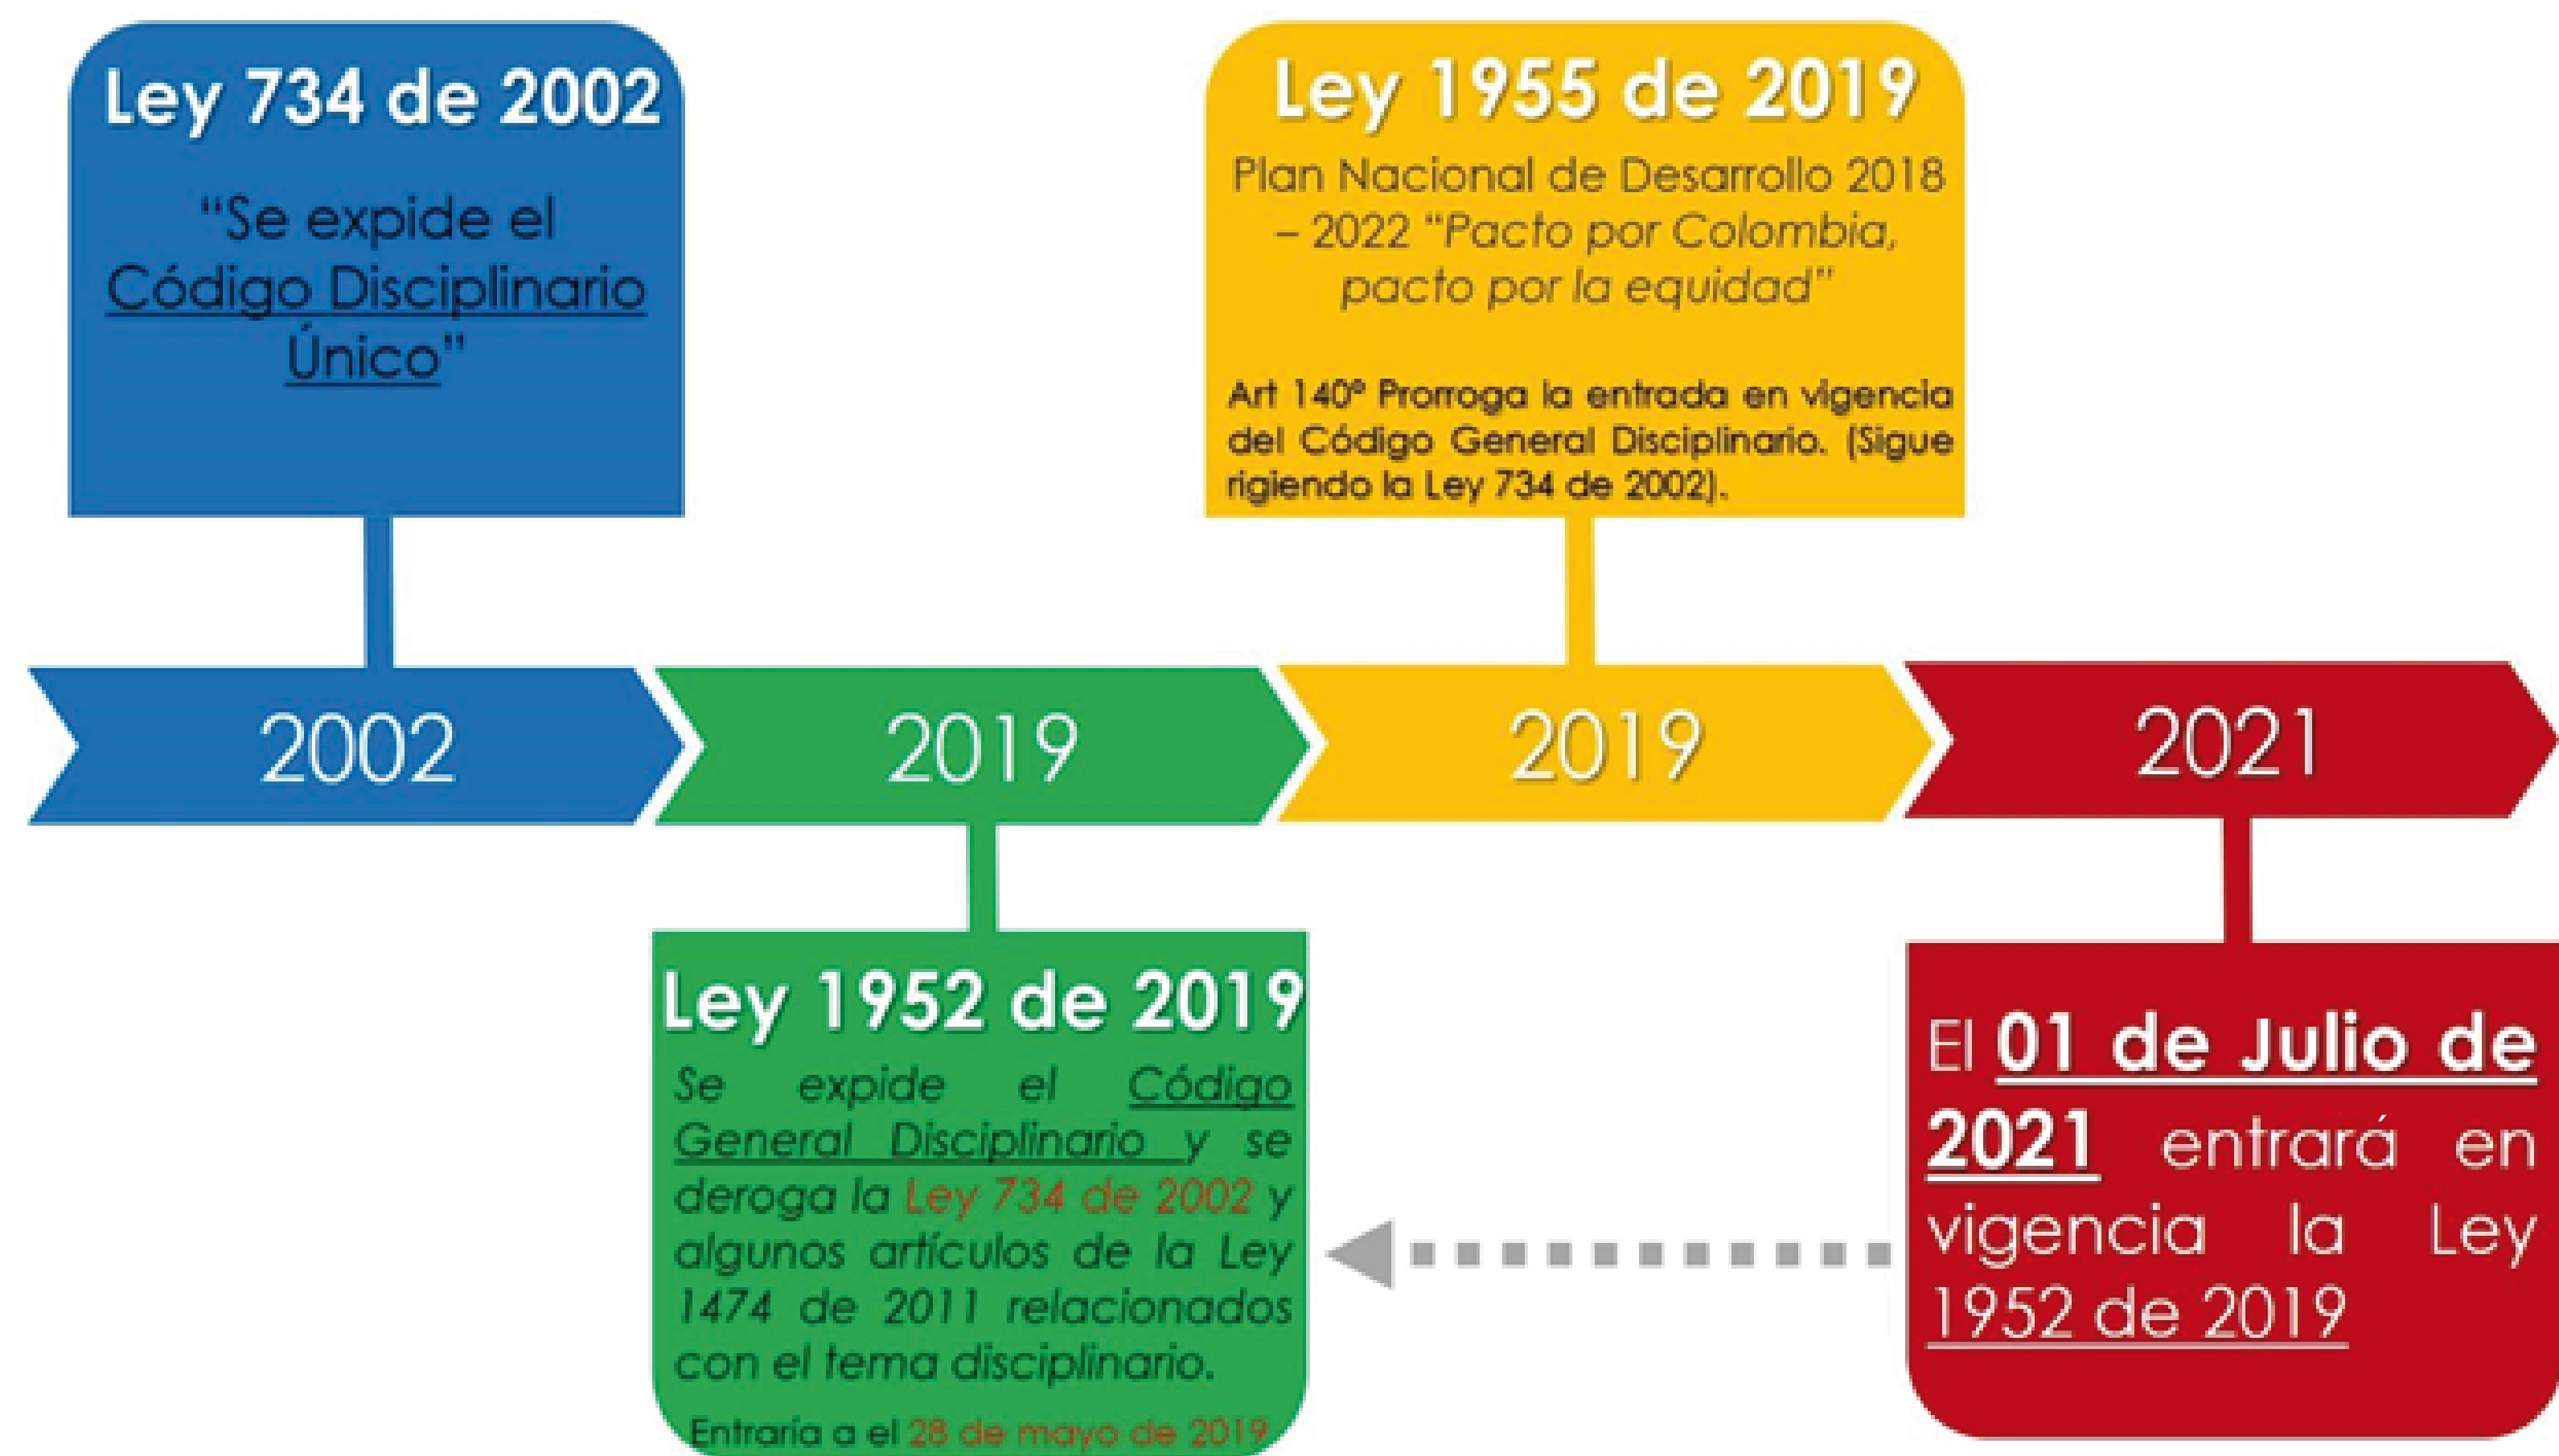 Ley 734 de 2002
“Se expide el
Código Disciplinario
Único”
Ley 1955 de 2019
Plan Nacional de Desarrollo 2018
– 2022 “Pacto por Colombia,
pacto por la equidad”
Art 140º Prorroga la entrada en vigencia
del Código General Disciplinario. (Sigue
rigiendo la Ley 734 de 2002).
2002
2019
2019
2021
Ley 1952 de 2019
Se expide el Código
General Disciplinario y se
deroga la Ley 734 de 2002 y
algunos artículos de la Ley
1474 de 2011 relacionados
con el tema disciplinario.
Entraría a el 28 de mayo de 2019
El 01 de Julio de
2021 entrará en
vigencia la Ley
1952 de 2019